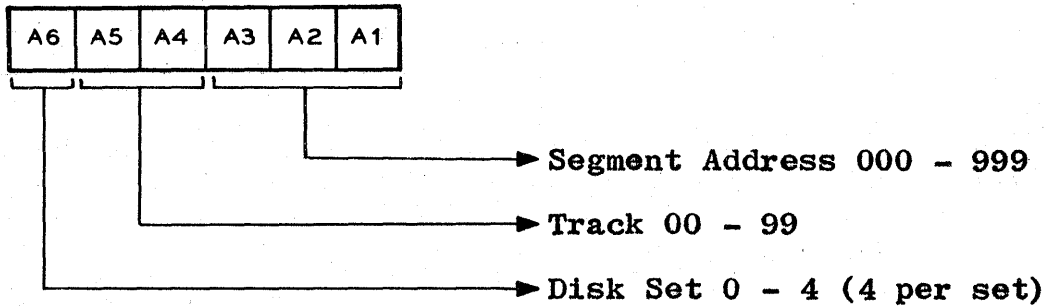 A6 A5 A4 A3 A2 A1
Segment Address 000 - 999
Track 00 - 99
Disk Set 0 - 4 (4 per set)